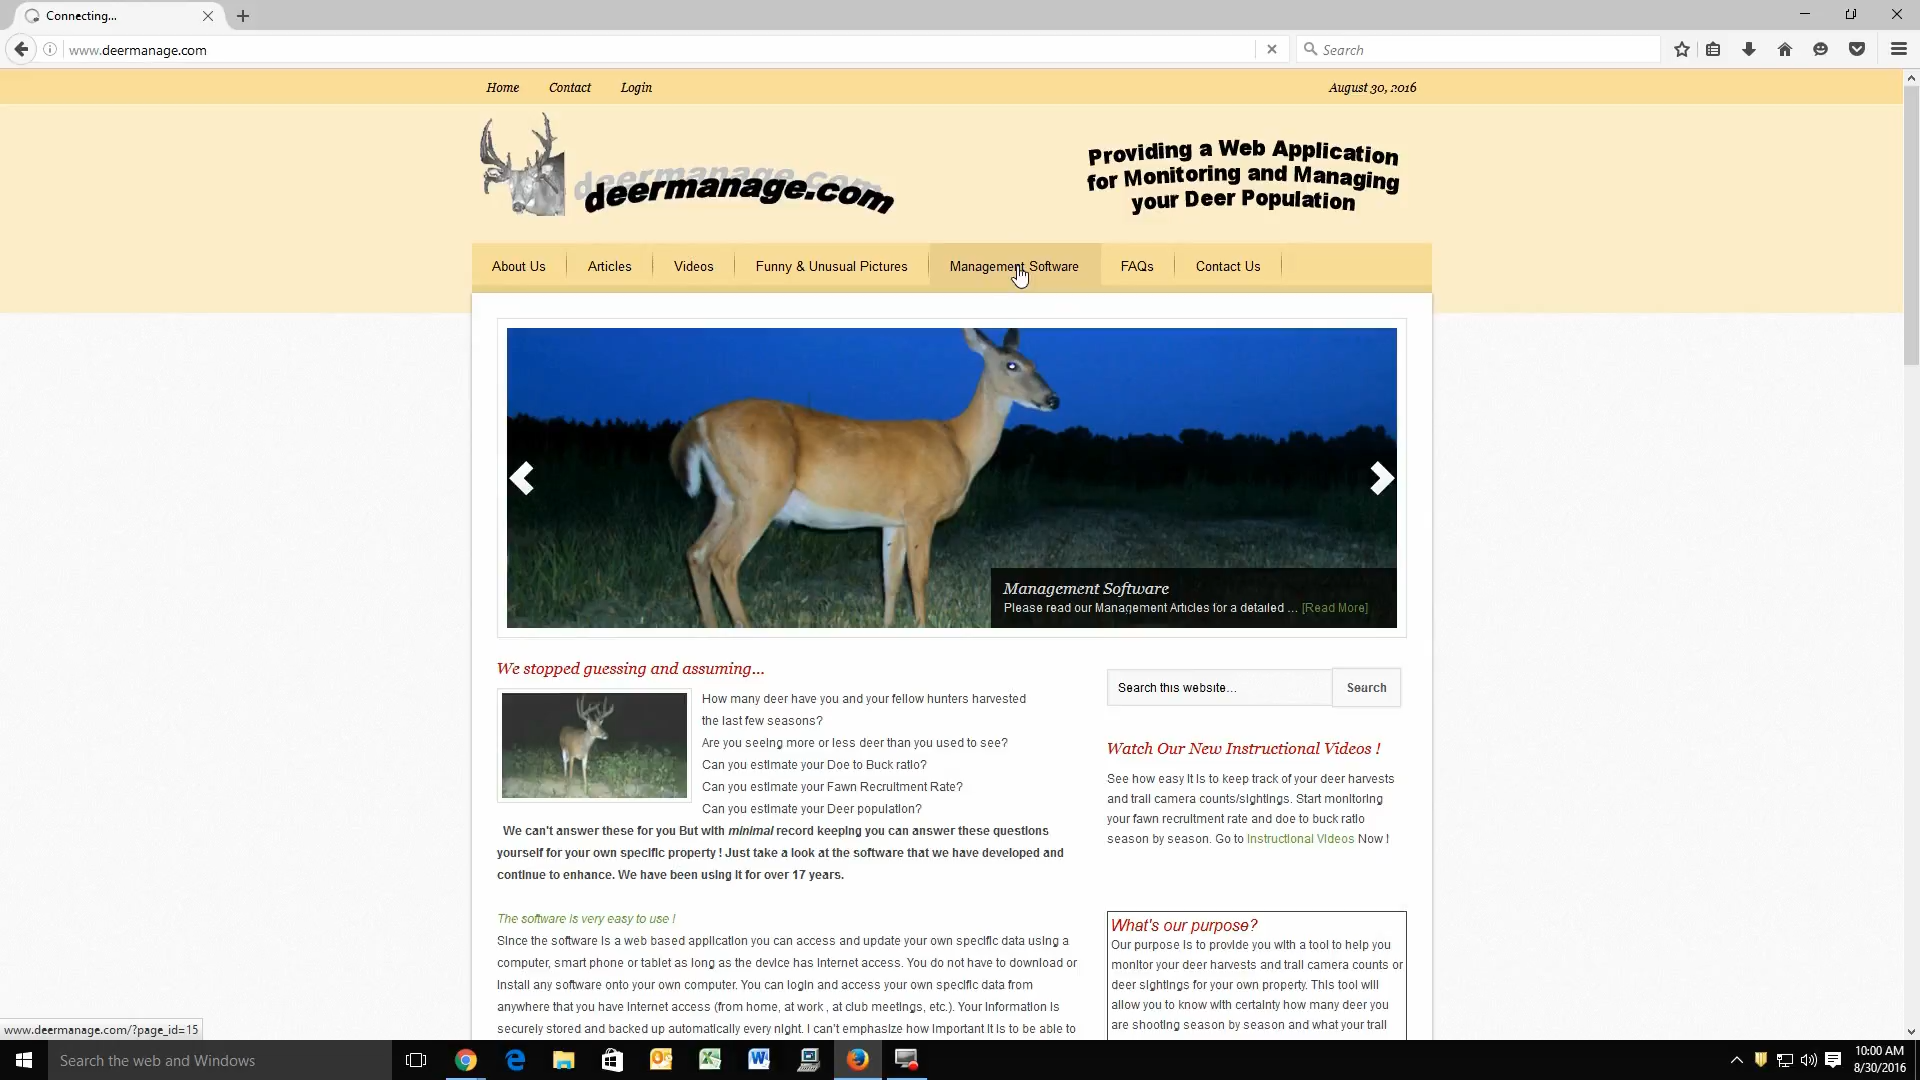 Connecting...
www.deermanage.com
Search
Home Contact Login
August 30, 2016
deermanage.com
Providing a Web Application
for Monitoring and Managing
your Deer Population
About Us Articles Videos Funny & Unusual Pictures Management Software FAQs Contact Us
Management Software
Please read our Management Articles for a detailed ... [Read More]
We stopped guessing and assuming...
How many deer have you and your fellow hunters harvested
the last few seasons?
Are you seeing more or less deer than you used to see?
Can you estimate your Doe to Buck ratio?
Can you estimate your Fawn Recruitment Rate?
Can you estimate your Deer population?
We can't answer these for you But with minimal record keeping you can answer these questions
yourself for your own specific property ! Just take a look at the software that we have developed and
continue to enhance. We have been using it for over 17 years.
The software is very easy to use !
Since the software is a web based application you can access and update your own specific data using a
computer, smart phone or tablet as long as the device has Internet access. You do not have to download or
install any software onto your own computer. You can login and access your own specific data from
anywhere that you have Internet access (from home, at work , at club meetings, etc.). Your information is
securely stored and backed up automatically every night. I can't emphasize how important it is to be able to
Search this website...
Search
Watch Our New Instructional Videos !
See how easy it is to keep track of your deer harvests
and trail camera counts/sightings. Start monitoring
your fawn recruitment rate and doe to buck ratio
season by season. Go to Instructional Videos Now !
What's our purpose?
Our purpose is to provide you with a tool to help you
monitor your deer harvests and trail camera counts or
deer sightings for your own property. This tool will
allow you to know with certainty how many deer you
are shooting season by season and what your trail
www.deermanage.com/?page_id=15
Search the web and Windows
10:00 AM
8/30/2016